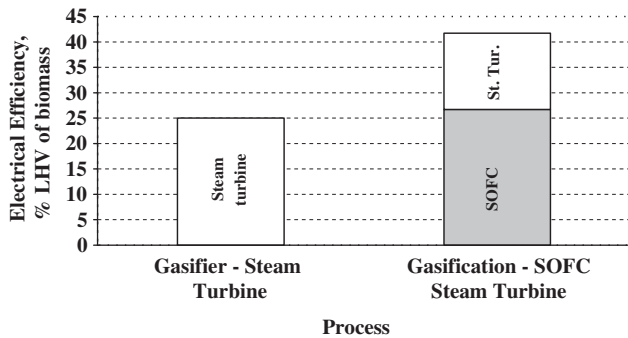 Electrical Efficiency,
% LHV of biomass
45
40
35
30
25
20
15
10
5
0
Steam
turbine
St. Tur.
SOFC
Gasifier - Steam
Turbine
Gasification - SOFC
Steam Turbine
Process